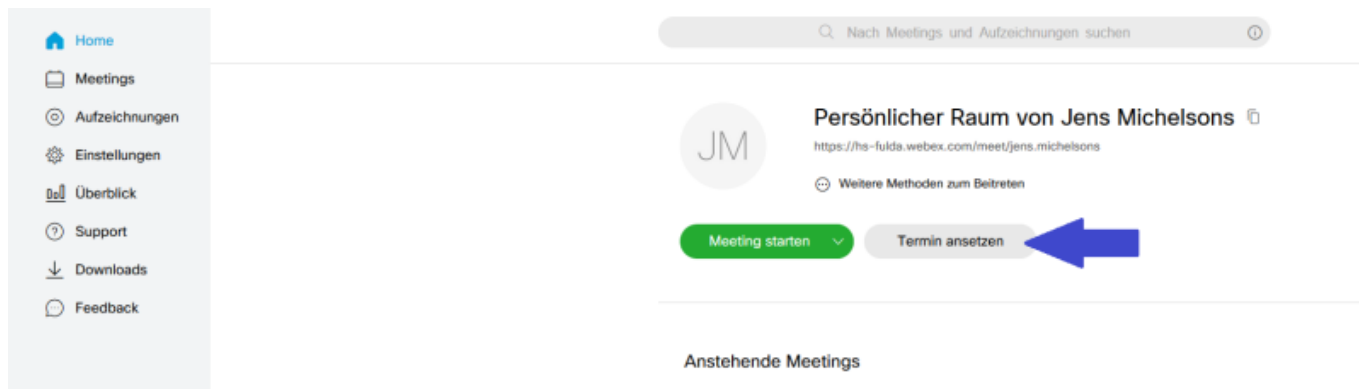 Home
Meetings
Aufzeichnungen
Einstellungen
Überblick
Support
Downloads
Feedback
Nach Meetings und Aufzeichnungen suchen
JM
Persönlicher Raum von Jens Michelsons
https://hs-fulda.webex.com/meet/jens.michelsons
Weitere Methoden zum Beitreten
Meeting starten
Termin ansetzen
Anstehende Meetings